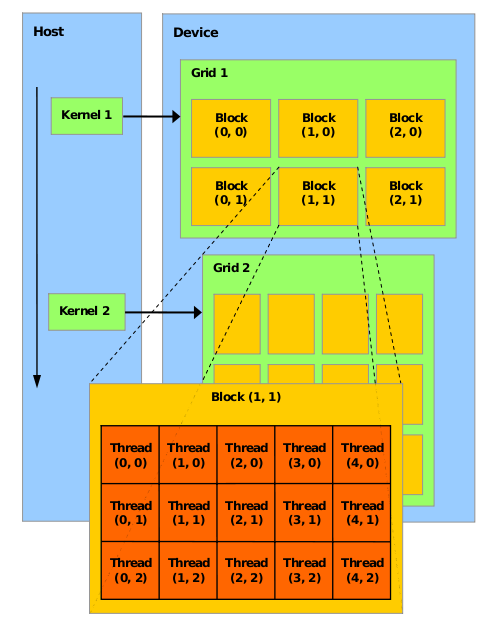 Host
Device
Grid 1
Kernel 1
Block
(0, 0)
Block
(1, 0)
Block
(2, 0)
Block
(0, 1)
Block
(1, 1)
Block
(2, 1)
Grid 2
Kernel 2
Block (1, 1)
Thread
(0, 0)
Thread
(1, 0)
Thread
(2, 0)
Thread
(3, 0)
Thread
(4, 0)
Thread
(0, 1)
Thread
(1, 1)
Thread
(2, 1)
Thread
(3, 1)
Thread
(4, 1)
Thread
(0, 2)
Thread
(1, 2)
Thread
(2, 2)
Thread
(3, 2)
Thread
(4, 2)